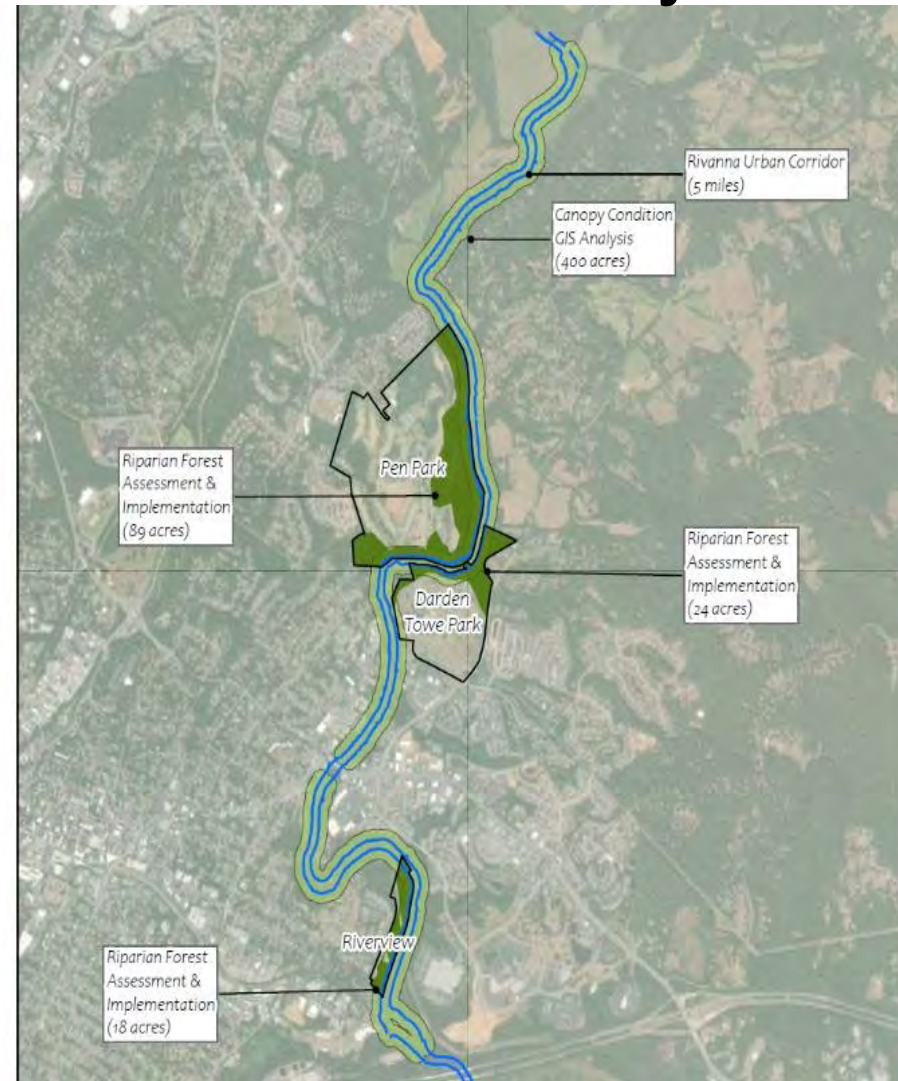 Rivanna Urban Corridor
(5 miles)
Canopy Condition
GIS Analysis
(400 acres)
Pen Park
Riparian Forest
Assessment &
Implementation
(89 acres)
Riparian Forest
Assessment &
Implementation
(24 acres)
Darden
Towe Park
Riverview
Riparian Forest
Assessment &
Implementation
(18 acres)